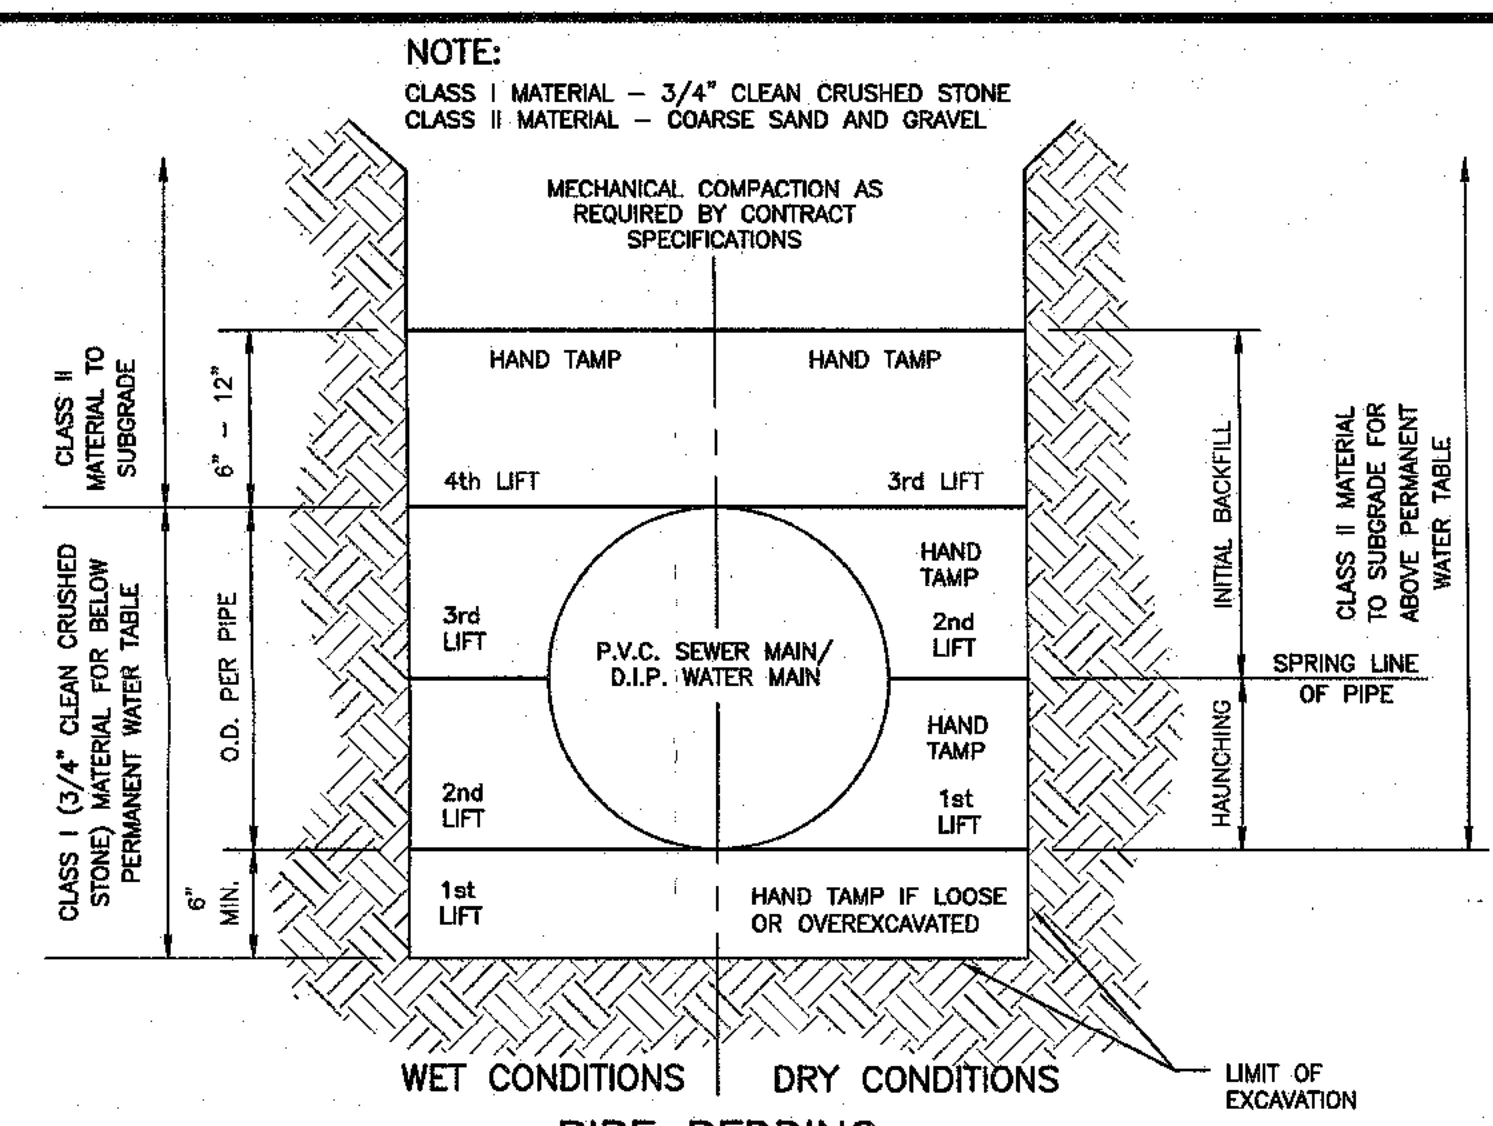 NOTE:
CLASS I MATERIAL – 3/4" CLEAN CRUSHED STONE
CLASS II MATERIAL – COARSE SAND AND GRAVEL
MECHANICAL COMPACTION AS
REQUIRED BY CONTRACT
SPECIFICATIONS
CLASS II
MATERIAL TO
SUBGRADE
6" – 12"
HAND TAMP
HAND TAMP
4th LIFT
3rd LIFT
INITIAL BACKFILL
CLASS II MATERIAL
TO SUBGRADE FOR
ABOVE PERMANENT
WATER TABLE
CLASS I (3/4" CLEAN CRUSHED
STONE) MATERIAL FOR BELOW
PERMANENT WATER TABLE
O.D. PER PIPE
3rd
LIFT
P.V.C. SEWER MAIN/
D.I.P. WATER MAIN
HAND
TAMP
2nd
LIFT
SPRING LINE
OF PIPE
2nd
LIFT
HAND
TAMP
1st
LIFT
HAUNCHING
6"
MIN.
1st
LIFT
HAND TAMP IF LOOSE
OR OVEREXCAVATED
WET CONDITIONS
DRY CONDITIONS
LIMIT OF
EXCAVATION
PIPE BEDDING